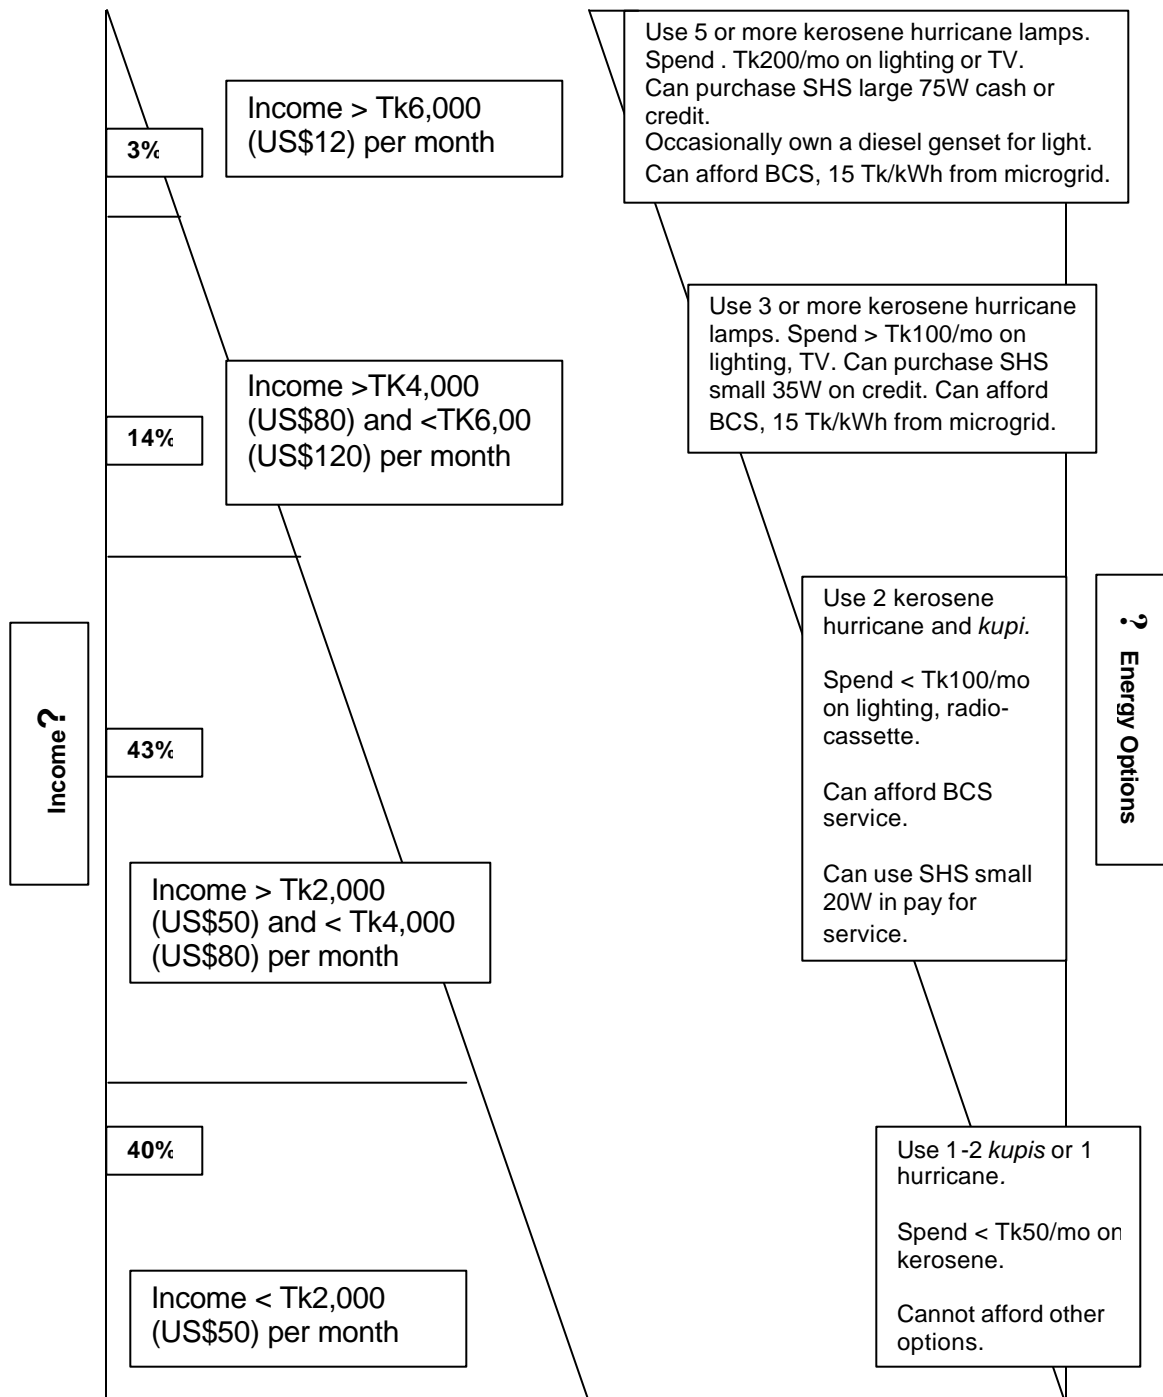 Use 5 or more kerosene hurricane lamps.
Spend . Tk200/mo on lighting or TV.
Can purchase SHS large 75W cash or
credit.
Occasionally own a diesel genset for light.
Can afford BCS, 15 Tk/kWh from microgrid.
Income > Tk6,000
(US$12) per month
3%
Use 3 or more kerosene hurricane
lamps. Spend > Tk100/mo on
lighting, TV. Can purchase SHS
small 35W on credit. Can afford
BCS, 15 Tk/kWh from microgrid.
Income >TK4,000
(US$80) and <TK6,00
(US$120) per month
14%
Use 2 kerosene
hurricane and kupi.
Spend < Tk100/mo
on lighting, radio-
cassette.
Can afford BCS
service.
Can use SHS small
20W in pay for
service.
? Energy Options
Income?
43%
Income > Tk2,000
(US$50) and < Tk4,000
(US$80) per month
40%
Use 1-2 kupis or 1
hurricane.
Spend < Tk50/mo on
kerosene.
Cannot afford other
options.
Income < Tk2,000
(US$50) per month